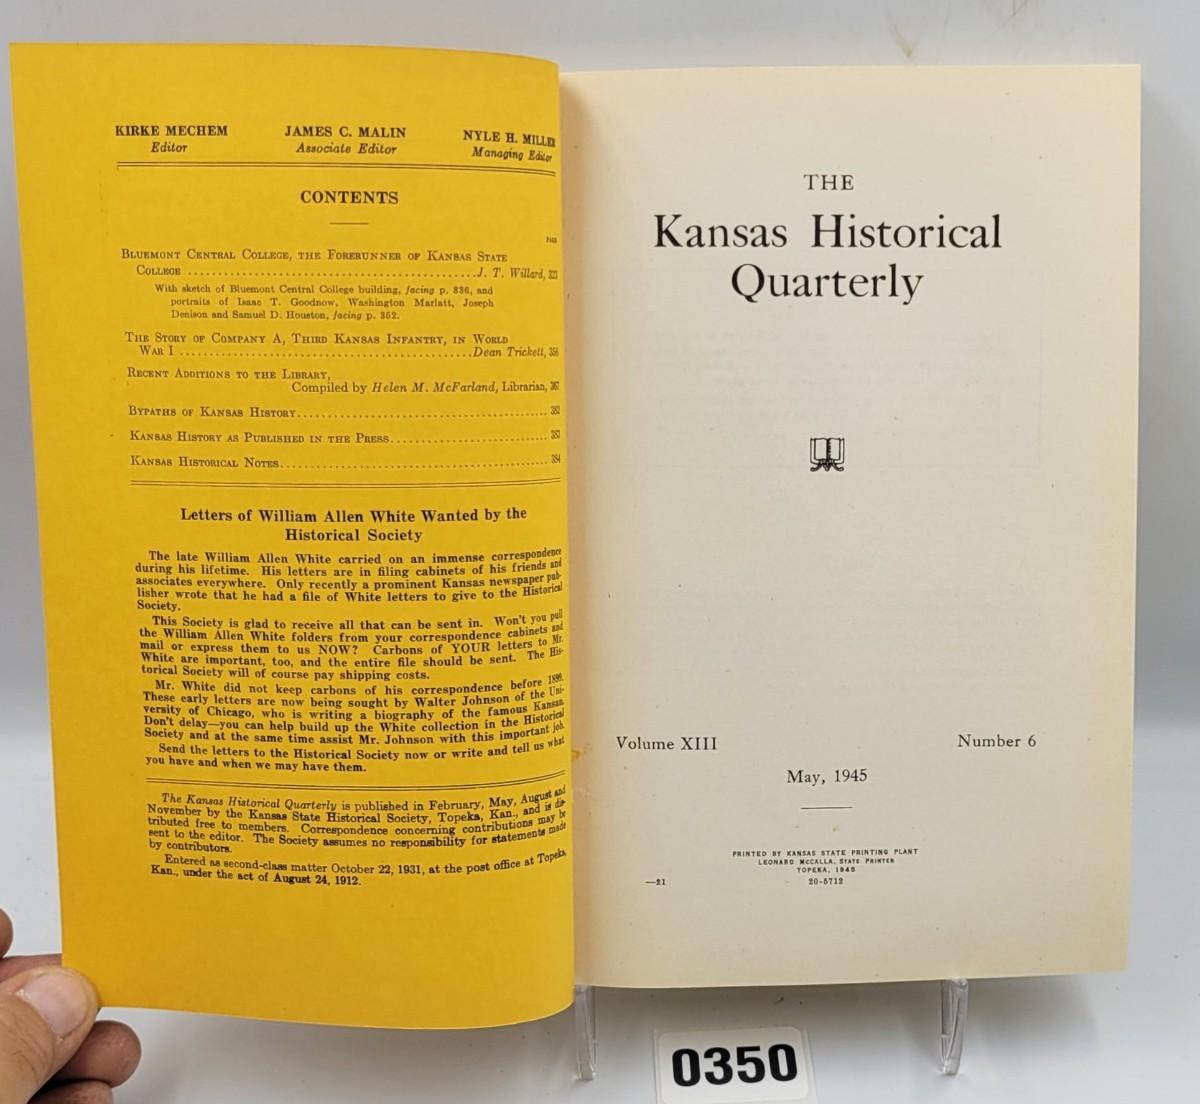 KIRKE MECHEM JAMES C. MALIN NYLE H. MILLER
Editor Associate Editor Managing Editor
CONTENTS
PAGE
BLUEMONT CENTRAL COLLEGE, THE FORERUNNER OF KANSAS STATE
COLLEGE ........................................J. T. Willard, 323
With sketch of Bluemont Central College building, facing p. 336, and
portraits of Isaac T. Goodnow, Washington Marlatt, Joseph
Denison and Samuel D. Houston, facing p. 352.
THE STORY OF COMPANY A, THIRD KANSAS INFANTRY, IN WORLD
WAR I ........................................Dean Trickett, 358
RECENT ADDITIONS TO THE LIBRARY,
Compiled by Helen M. McFarland, Librarian, 367
BYPATHS OF KANSAS HISTORY................................... 382
KANSAS HISTORY AS PUBLISHED IN THE PRESS...................... 383
KANSAS HISTORICAL NOTES..................................... 384
Letters of William Allen White Wanted by the
Historical Society
The late William Allen White carried on an immense correspondence
during his lifetime. His letters are in filing cabinets of his friends and
associates everywhere. Only recently a prominent Kansas newspaper pub-
lisher wrote that he had a file of White letters to give to the Historical
Society.
This Society is glad to receive all that can be sent in. Won't you pull
the William Allen White folders from your correspondence cabinets and
mail or express them to us NOW? Carbons of YOUR letters to Mr.
White are important, too, and the entire file should be sent. The His-
torical Society will of course pay shipping costs.
Mr. White did not keep carbons of his correspondence before 1899.
These early letters are now being sought by Walter Johnson of the Uni-
versity of Chicago, who is writing a biography of the famous Kansan.
Don't delay—you can help build up the White collection in the Historical
Society and at the same time assist Mr. Johnson with this important job.
Send the letters to the Historical Society now or write and tell us what
you have and when we may have them.
The Kansas Historical Quarterly is published in February, May, August and
November by the Kansas State Historical Society, Topeka, Kan., and is dis-
tributed free to members. Correspondence concerning contributions may be
sent to the editor. The Society assumes no responsibility for statements made
by contributors.
Entered as second-class matter October 22, 1931, at the post office at Topeka,
Kan., under the act of August 24, 1912.
THE
Kansas Historical
Quarterly
Volume XIII Number 6
May, 1945
PRINTED BY KANSAS STATE PRINTING PLANT
LEONARD McCALLA, STATE PRINTER
TOPEKA, 1945
—21 20-5712
0350